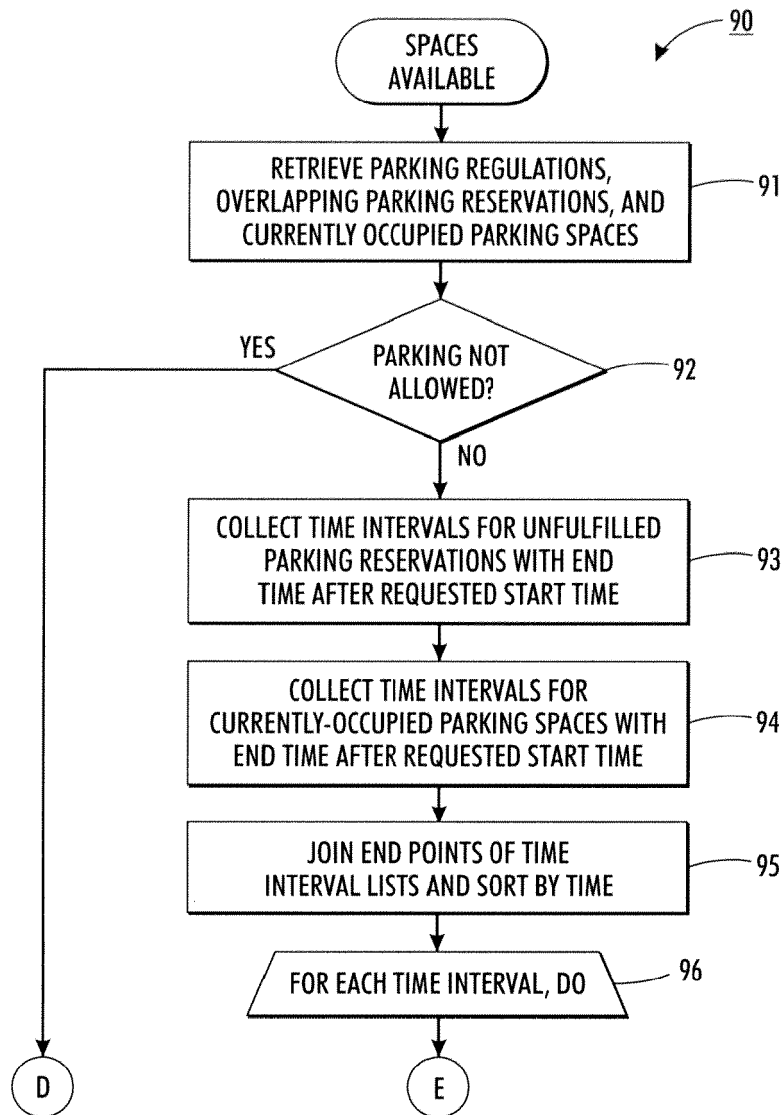 90
SPACES
AVAILABLE
RETRIEVE PARKING REGULATIONS,
OVERLAPPING PARKING RESERVATIONS, AND
CURRENTLY OCCUPIED PARKING SPACES
91
YES
PARKING NOT
ALLOWED?
92
NO
COLLECT TIME INTERVALS FOR UNFULFILLED
PARKING RESERVATIONS WITH END
TIME AFTER REQUESTED START TIME
93
COLLECT TIME INTERVALS FOR
CURRENTLY-OCCUPIED PARKING SPACES WITH
END TIME AFTER REQUESTED START TIME
94
JOIN END POINTS OF TIME
INTERVAL LISTS AND SORT BY TIME
95
FOR EACH TIME INTERVAL, DO
96
D
E